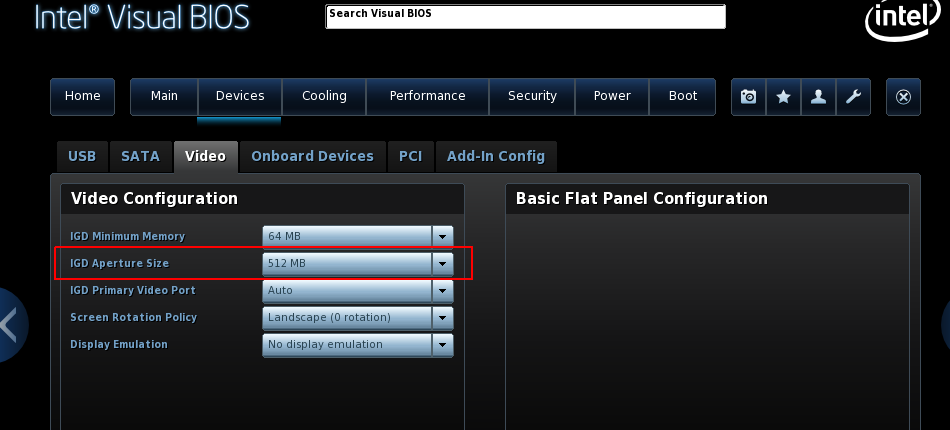 Intel® Visual BIOS
Search Visual BIOS
intel®
Home Main Devices Cooling Performance Security Power Boot
USB SATA Video Onboard Devices PCI Add-In Config
Video Configuration
IGD Minimum Memory 64 MB
IGD Aperture Size 512 MB
IGD Primary Video Port Auto
Screen Rotation Policy Landscape (0 rotation)
Display Emulation No display emulation
Basic Flat Panel Configuration